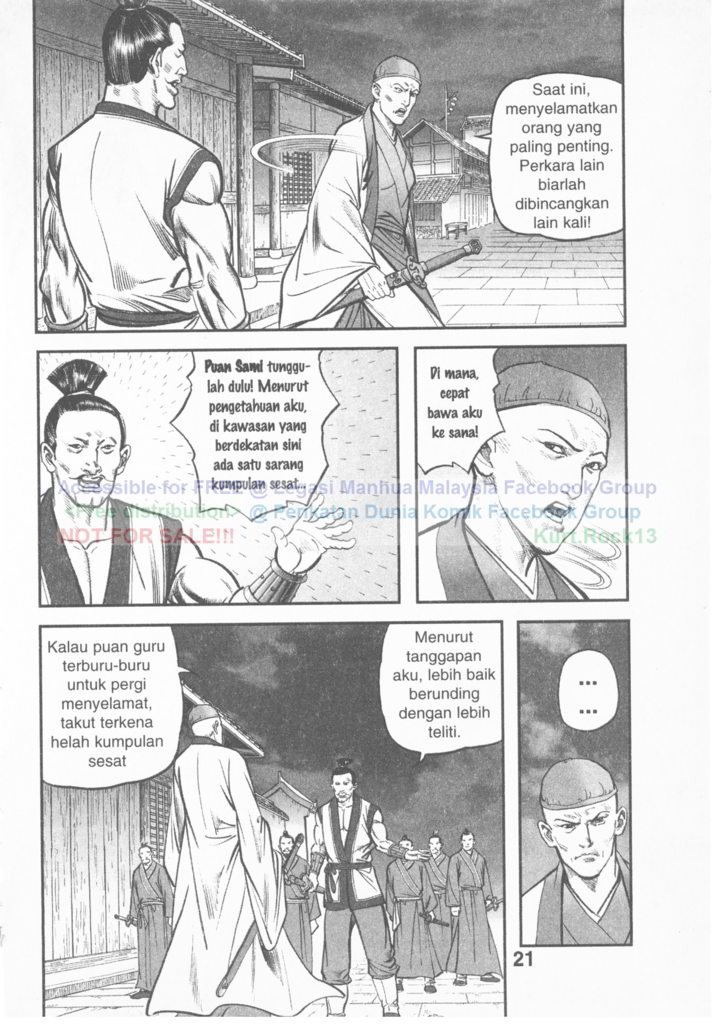 Saat ini,
menyelamatkan
orang yang
paling penting.
Perkara lain
biarlah
dibincangkan
lain kali!
Puan Sami tunggu-
lah dulu! Menurut
pengetahuan aku,
di kawasan yang
berdekatan sini
ada satu sarang
kumpulan sesat...
Di mana,
cepat
bawa aku
ke sana!
Accessible for FREE @ Legasi Manhua Malaysia Facebook Group
<Free distribution> @ Penkatan Dunia Komik Facebook Group
NOT FOR SALE!!! Kurt.Rosk13
Kalau puan guru
terburu-buru
untuk pergi
menyelamat,
takut terkena
helah kumpulan
sesat
Menurut
tanggapan
aku, lebih baik
berunding
dengan lebih
teliti.
...
...
21